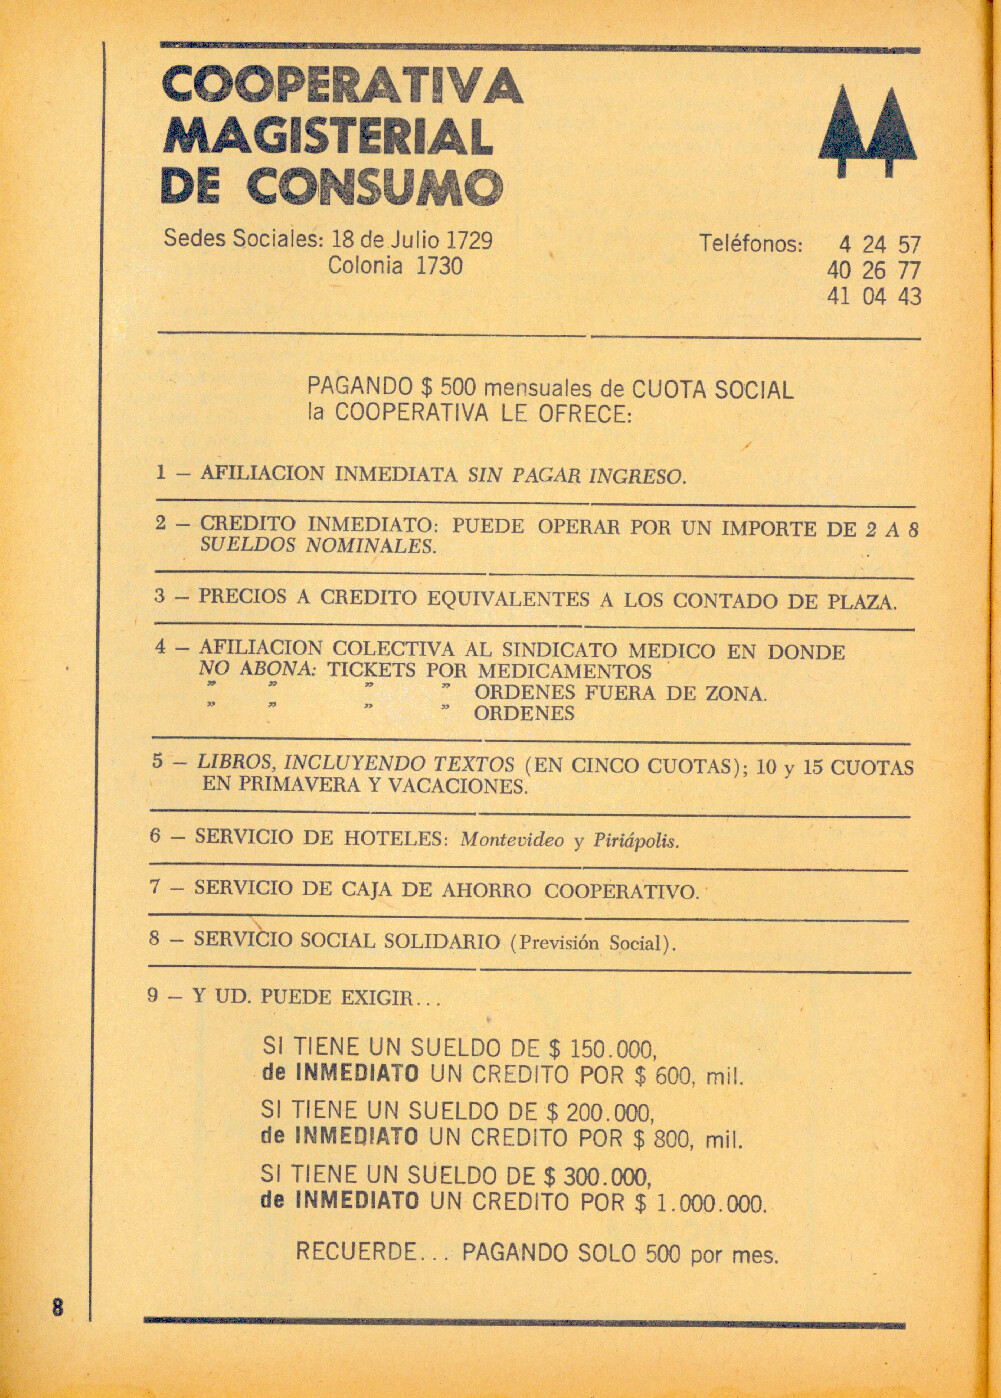 COOPERATIVA
MAGISTERIAL
DE CONSUMO
Sedes Sociales: 18 de Julio 1729
Colonia 1730
Teléfonos: 4 24 57
40 26 77
41 04 43
PAGANDO $ 500 mensuales de CUOTA SOCIAL
la COOPERATIVA LE OFRECE:
1 — AFILIACION INMEDIATA SIN PAGAR INGRESO.
2 — CREDITO INMEDIATO: PUEDE OPERAR POR UN IMPORTE DE 2 A 8
SUELDOS NOMINALES.
3 — PRECIOS A CREDITO EQUIVALENTES A LOS CONTADO DE PLAZA.
4 — AFILIACION COLECTIVA AL SINDICATO MEDICO EN DONDE
NO ABONA: TICKETS POR MEDICAMENTOS
” ” ” ” ORDENES FUERA DE ZONA.
” ” ” ” ORDENES
5 — LIBROS, INCLUYENDO TEXTOS (EN CINCO CUOTAS); 10 y 15 CUOTAS
EN PRIMAVERA Y VACACIONES.
6 — SERVICIO DE HOTELES: Montevideo y Piriápolis.
7 — SERVICIO DE CAJA DE AHORRO COOPERATIVO.
8 — SERVICIO SOCIAL SOLIDARIO (Previsión Social).
9 — Y UD. PUEDE EXIGIR...
SI TIENE UN SUELDO DE $ 150.000,
de INMEDIATO UN CREDITO POR $ 600, mil.
SI TIENE UN SUELDO DE $ 200.000,
de INMEDIATO UN CREDITO POR $ 800, mil.
SI TIENE UN SUELDO DE $ 300.000,
de INMEDIATO UN CREDITO POR $ 1.000.000.
RECUERDE... PAGANDO SOLO 500 por mes.
8